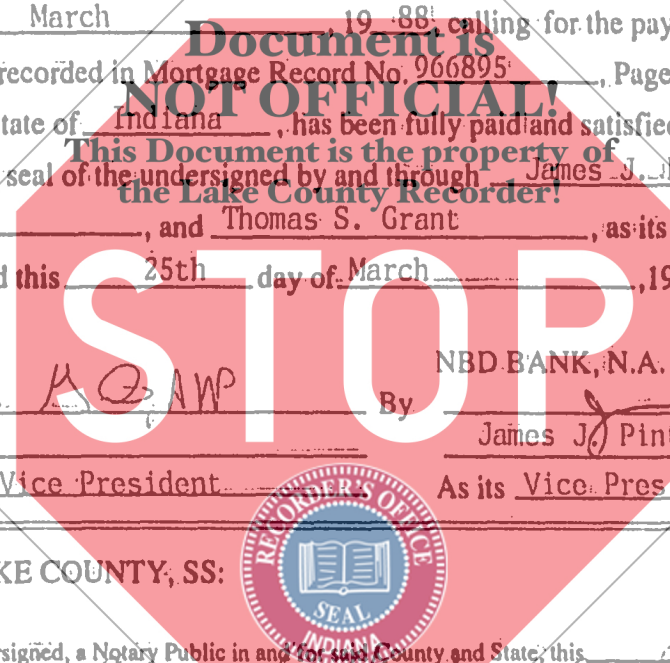 March , 19 88 calling for the pay
Document is
recorded in Mortgage Record No. 966895 , Page
NOT OFFICIAL!
tate of Indiana , has been fully paid and satisfied
This Document is the property of
seal of the undersigned by and through James J.
the Lake County Recorder!
, and Thomas S. Grant , as its
d this 25th day of March ,19
STOP
NBD BANK, N.A.
By
James J. Pin
Vice President
As its Vice Pres
RECORDER'S OFFICE
SEAL
INDIANA
KE COUNTY, SS:
rsigned, a Notary Public in and for said County and State, this